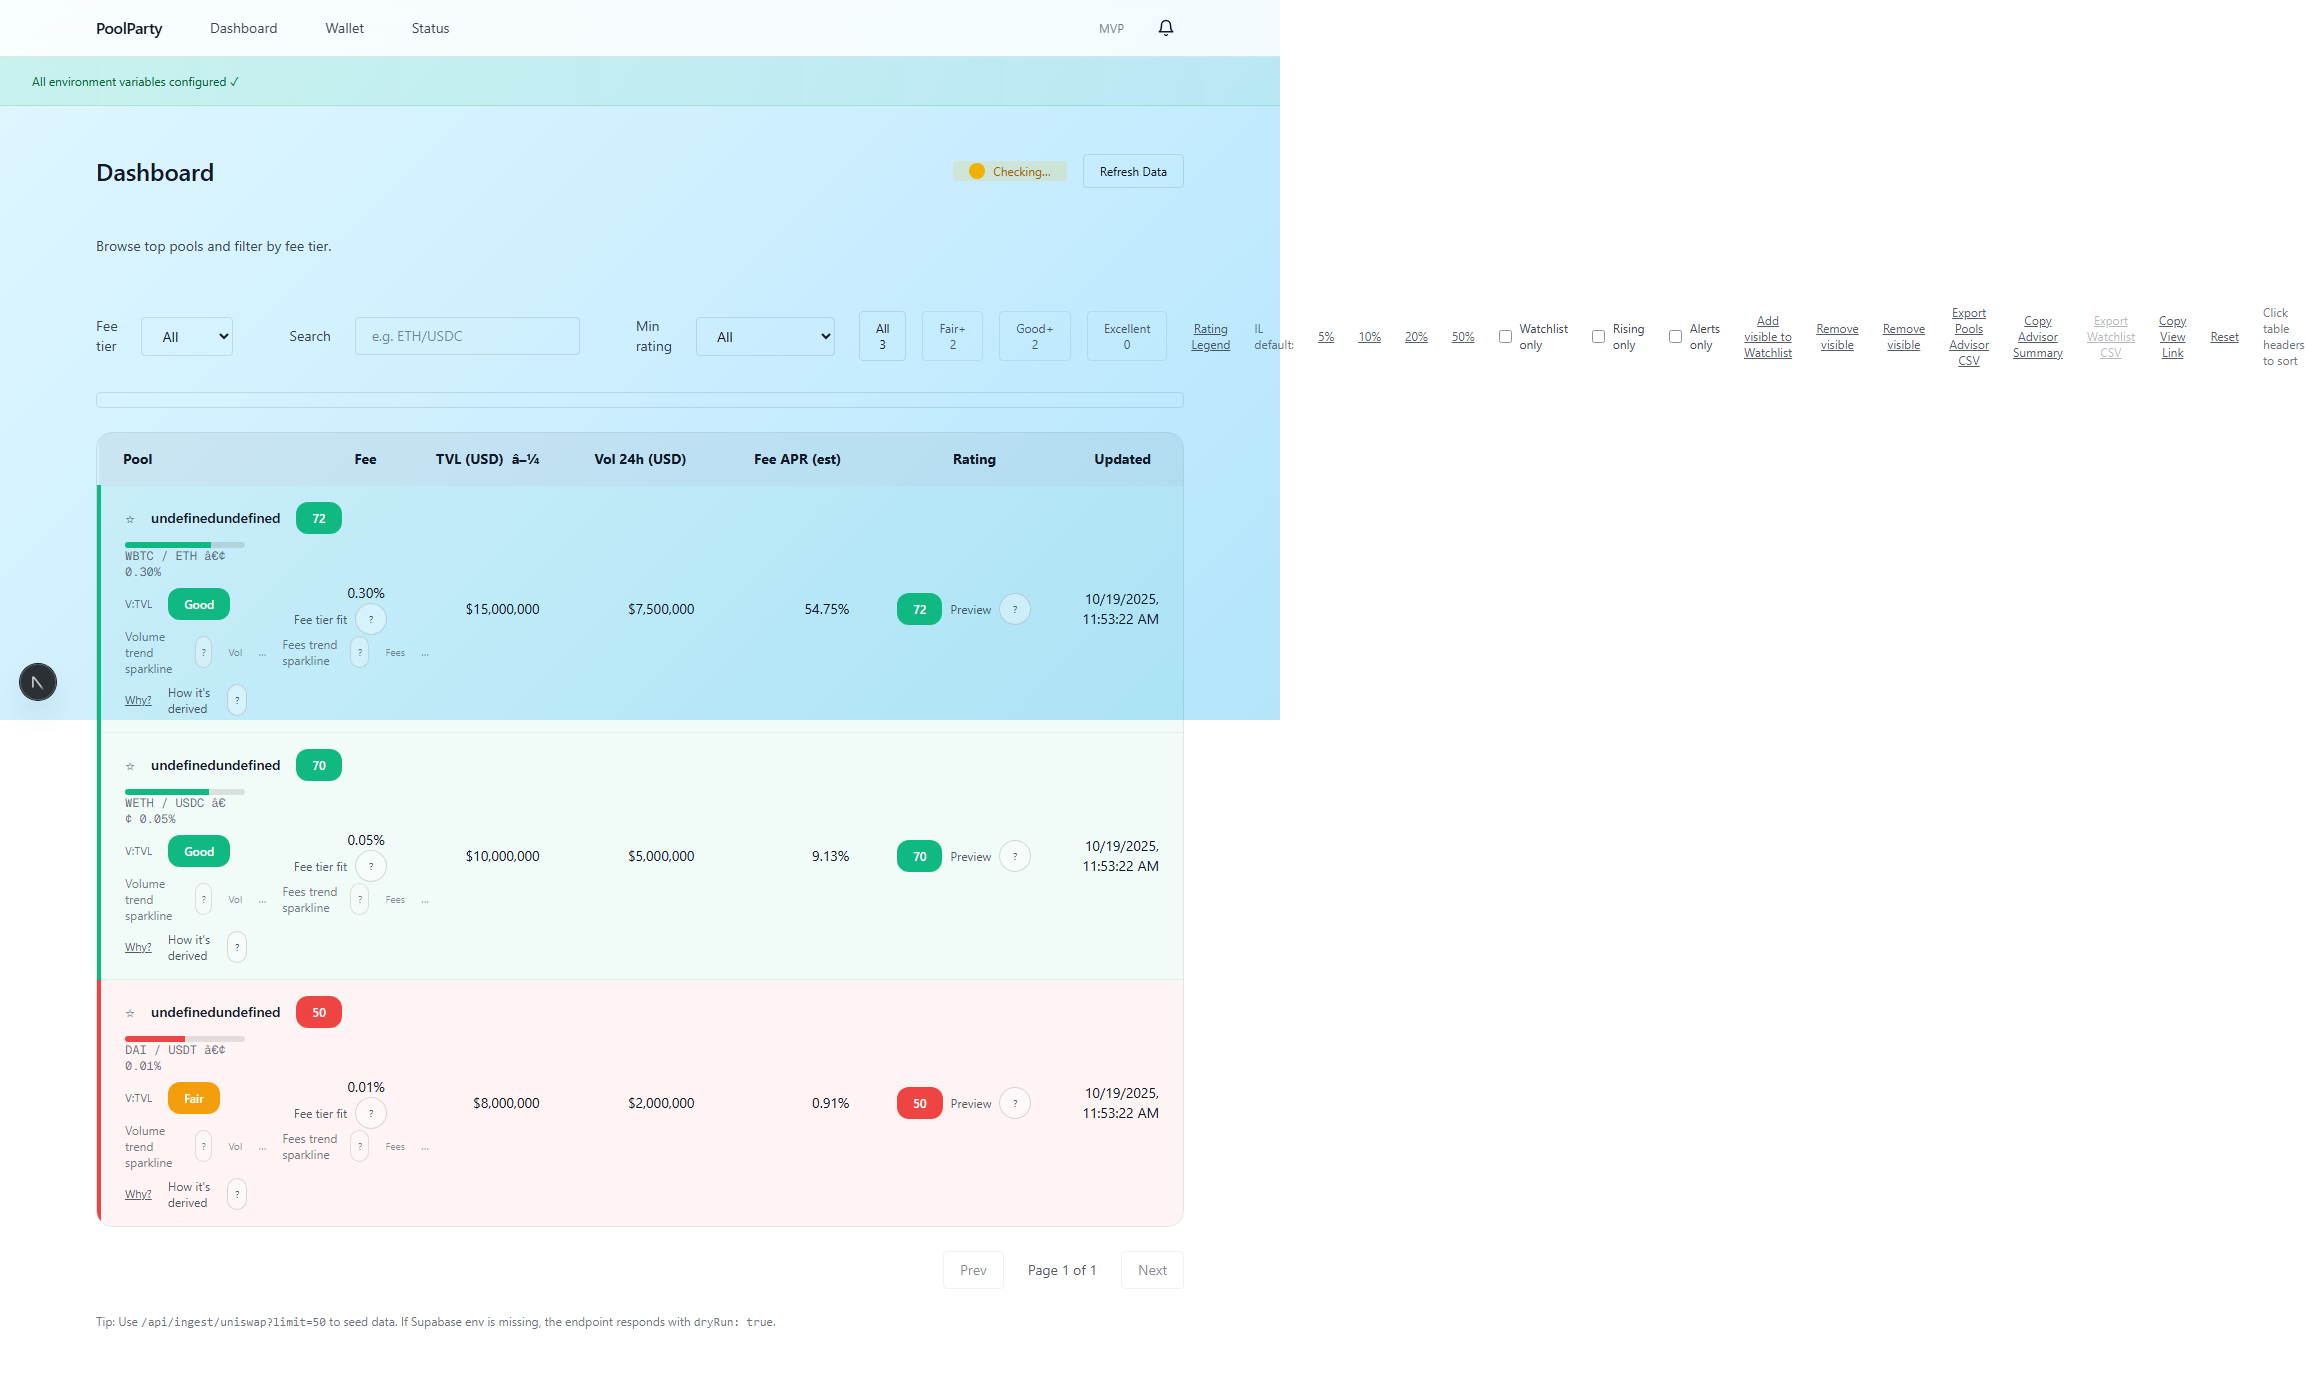 PoolParty Dashboard Wallet Status MVP
All environment variables configured ✓
Dashboard Checking... Refresh Data
Browse top pools and filter by fee tier.
Fee tier All Search e.g. ETH/USDC Min rating All All 3 Fair+ 2 Good+ 2 Excellent 0 Rating Legend IL default: 5% 10% 20% 50% Watchlist only Rising only Alerts only Add visible to Watchlist Remove visible Remove visible Export Pools Advisor CSV Copy Advisor Summary Export Watchlist CSV Copy View Link Reset Click table headers to sort
Pool Fee TVL (USD) â–¼ Vol 24h (USD) Fee APR (est) Rating Updated
☆ undefinedundefined 72
WBTC / ETH â€¢
0.30%
V:TVL Good
Volume trend sparkline ? Vol ... Fees trend sparkline ? Fees ...
Why? How it's derived ?
0.30%
Fee tier fit ?
$15,000,000 $7,500,000 54.75% 72 Preview ? 10/19/2025, 11:53:22 AM
☆ undefinedundefined 70
WETH / USDC â€
¢ 0.05%
V:TVL Good
Volume trend sparkline ? Vol ... Fees trend sparkline ? Fees ...
Why? How it's derived ?
0.05%
Fee tier fit ?
$10,000,000 $5,000,000 9.13% 70 Preview ? 10/19/2025, 11:53:22 AM
☆ undefinedundefined 50
DAI / USDT â€¢
0.01%
V:TVL Fair
Volume trend sparkline ? Vol ... Fees trend sparkline ? Fees ...
Why? How it's derived ?
0.01%
Fee tier fit ?
$8,000,000 $2,000,000 0.91% 50 Preview ? 10/19/2025, 11:53:22 AM
Prev Page 1 of 1 Next
Tip: Use /api/ingest/uniswap?limit=50 to seed data. If Supabase env is missing, the endpoint responds with dryRun: true.